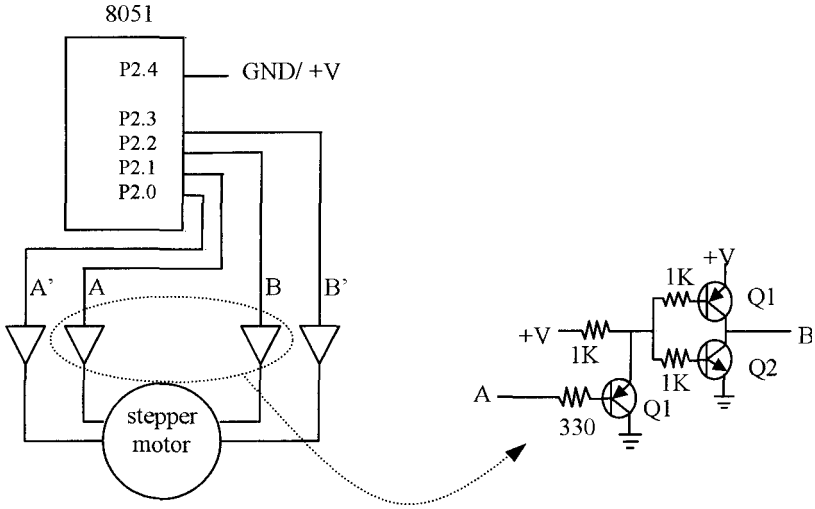 8051
P2.4
GND/ +V
P2.3
P2.2
P2.1
P2.0
A’
A
B
B’
stepper
motor
+V
1K
Q1
+V
1K
B
1K
Q2
A
330
Q1